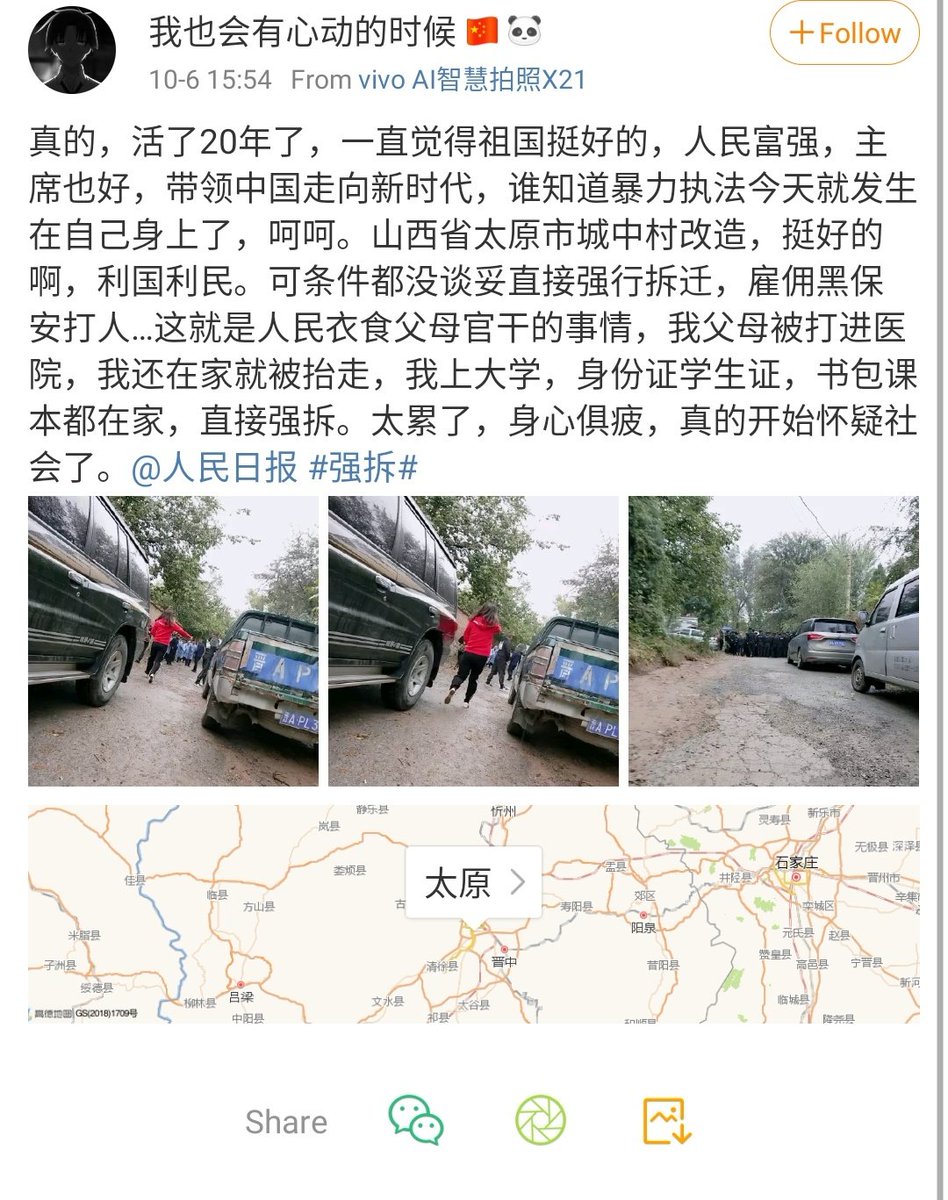 我也会有心动的时候
+Follow
10-6 15:54 From vivo AI智慧拍照X21
真的，活了20年了，一直觉得祖国挺好的，人民富强，主
席也好，带领中国走向新时代，谁知道暴力执法今天就发生
在自己身上了，呵呵。山西省太原市城中村改造，挺好的
啊，利国利民。可条件都没谈妥直接强行拆迁，雇佣黑保
安打人...这就是人民衣食父母官干的事情，我父母被打进医
院，我还在家就被抬走，我上大学，身份证学生证，书包课
本都在家，直接强拆。太累了，身心俱疲，真的开始怀疑社
会了。@人民日报 #强拆#
晋AP
晋A·PL3
晋AP
晋A·PL
静乐县
忻州
灵寿县
新乐市
岚县
无极县
深泽县
娄烦县
盂县
石家庄
井陉县
晋州市
佳县
临县
太原
方山县
古
寿阳县
郊区
栾城区
辛集
阳泉
米脂县
元氏县
赵县
子洲县
清徐县
晋中
昔阳县
赞皇县
高邑县
宁晋县
绥德县
吕梁
新河
柳林县
文水县
太谷县
临城县
中阳县
祁县
和顺县
隆尧县
高德地图 GS(2018)1709号
Share